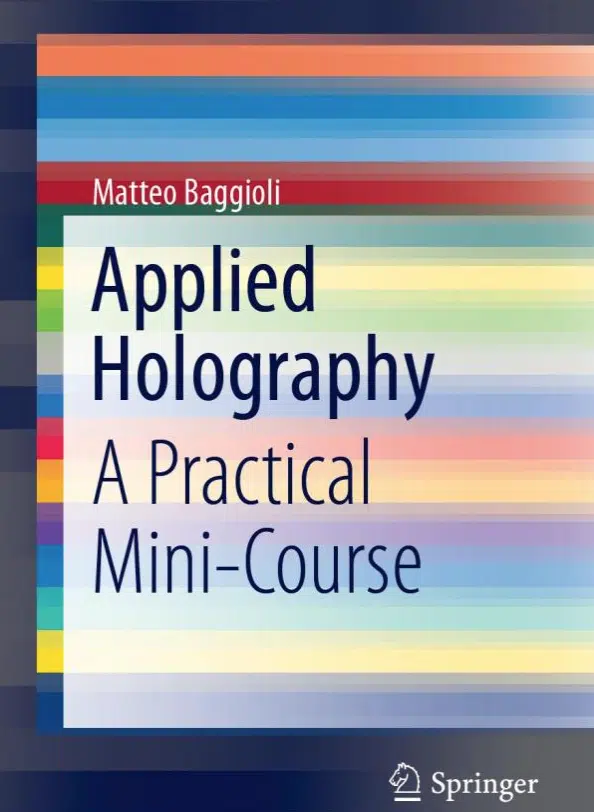 Matteo Baggioli
Applied
Holography
A Practical
Mini-Course
Springer